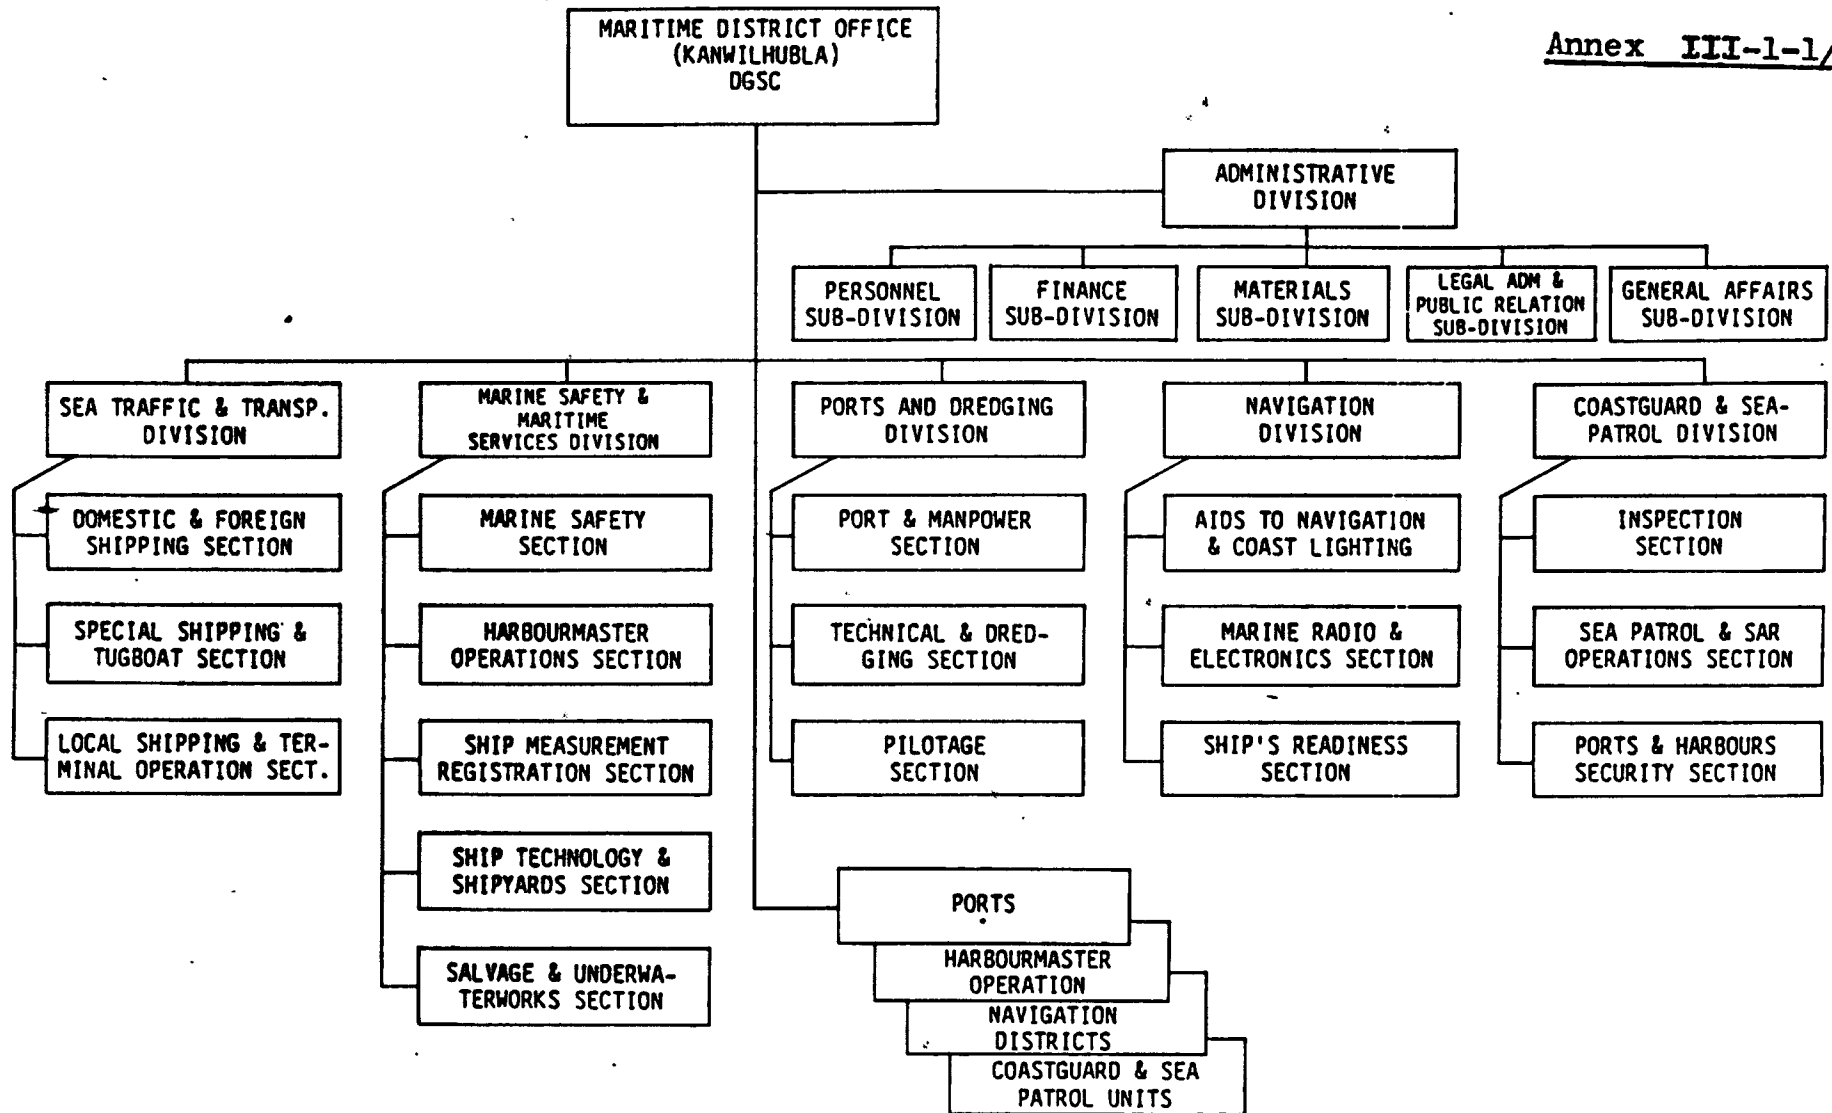 MARITIME DISTRICT OFFICE
(KANWILHUBLA)
DGSC
Annex III-1-1/
ADMINISTRATIVE
DIVISION
PERSONNEL
SUB-DIVISION
FINANCE
SUB-DIVISION
MATERIALS
SUB-DIVISION
LEGAL ADM &
PUBLIC RELATION
SUB-DIVISION
GENERAL AFFAIRS
SUB-DIVISION
SEA TRAFFIC & TRANSP.
DIVISION
MARINE SAFETY &
MARITIME
SERVICES DIVISION
PORTS AND DREDGING
DIVISION
NAVIGATION
DIVISION
COASTGUARD & SEA-
PATROL DIVISION
DOMESTIC & FOREIGN
SHIPPING SECTION
MARINE SAFETY
SECTION
PORT & MANPOWER
SECTION
AIDS TO NAVIGATION
& COAST LIGHTING
INSPECTION
SECTION
SPECIAL SHIPPING &
TUGBOAT SECTION
HARBOURMASTER
OPERATIONS SECTION
TECHNICAL & DRED-
GING SECTION
MARINE RADIO &
ELECTRONICS SECTION
SEA PATROL & SAR
OPERATIONS SECTION
LOCAL SHIPPING & TER-
MINAL OPERATION SECT.
SHIP MEASUREMENT
REGISTRATION SECTION
PILOTAGE
SECTION
SHIP'S READINESS
SECTION
PORTS & HARBOURS
SECURITY SECTION
SHIP TECHNOLOGY &
SHIPYARDS SECTION
SALVAGE & UNDERWA-
TERWORKS SECTION
PORTS
HARBOURMASTER
OPERATION
NAVIGATION
DISTRICTS
COASTGUARD & SEA
PATROL UNITS